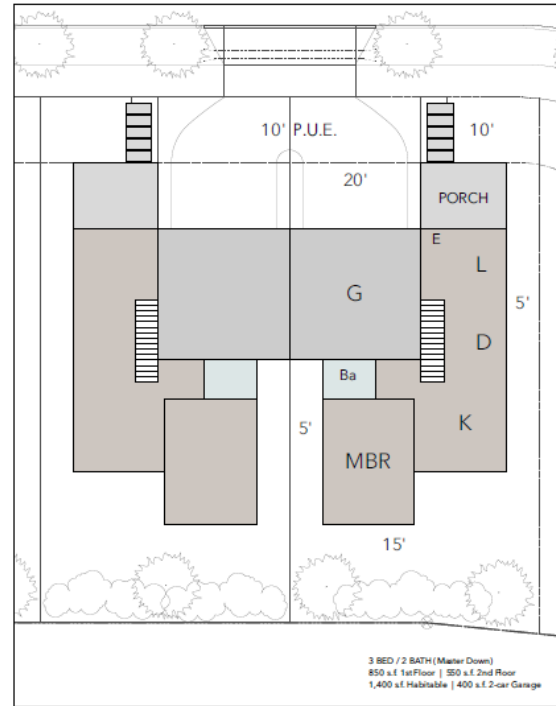 10' P.U.E.
10'
20'
PORCH
E
L
G
5'
D
Ba
K
5'
MBR
15'
3 BED / 2 BATH (Master Down)
850 s.f. 1st Floor | 550 s.f. 2nd Floor
1,400 s.f. Habitable | 400 s.f. 2-car Garage